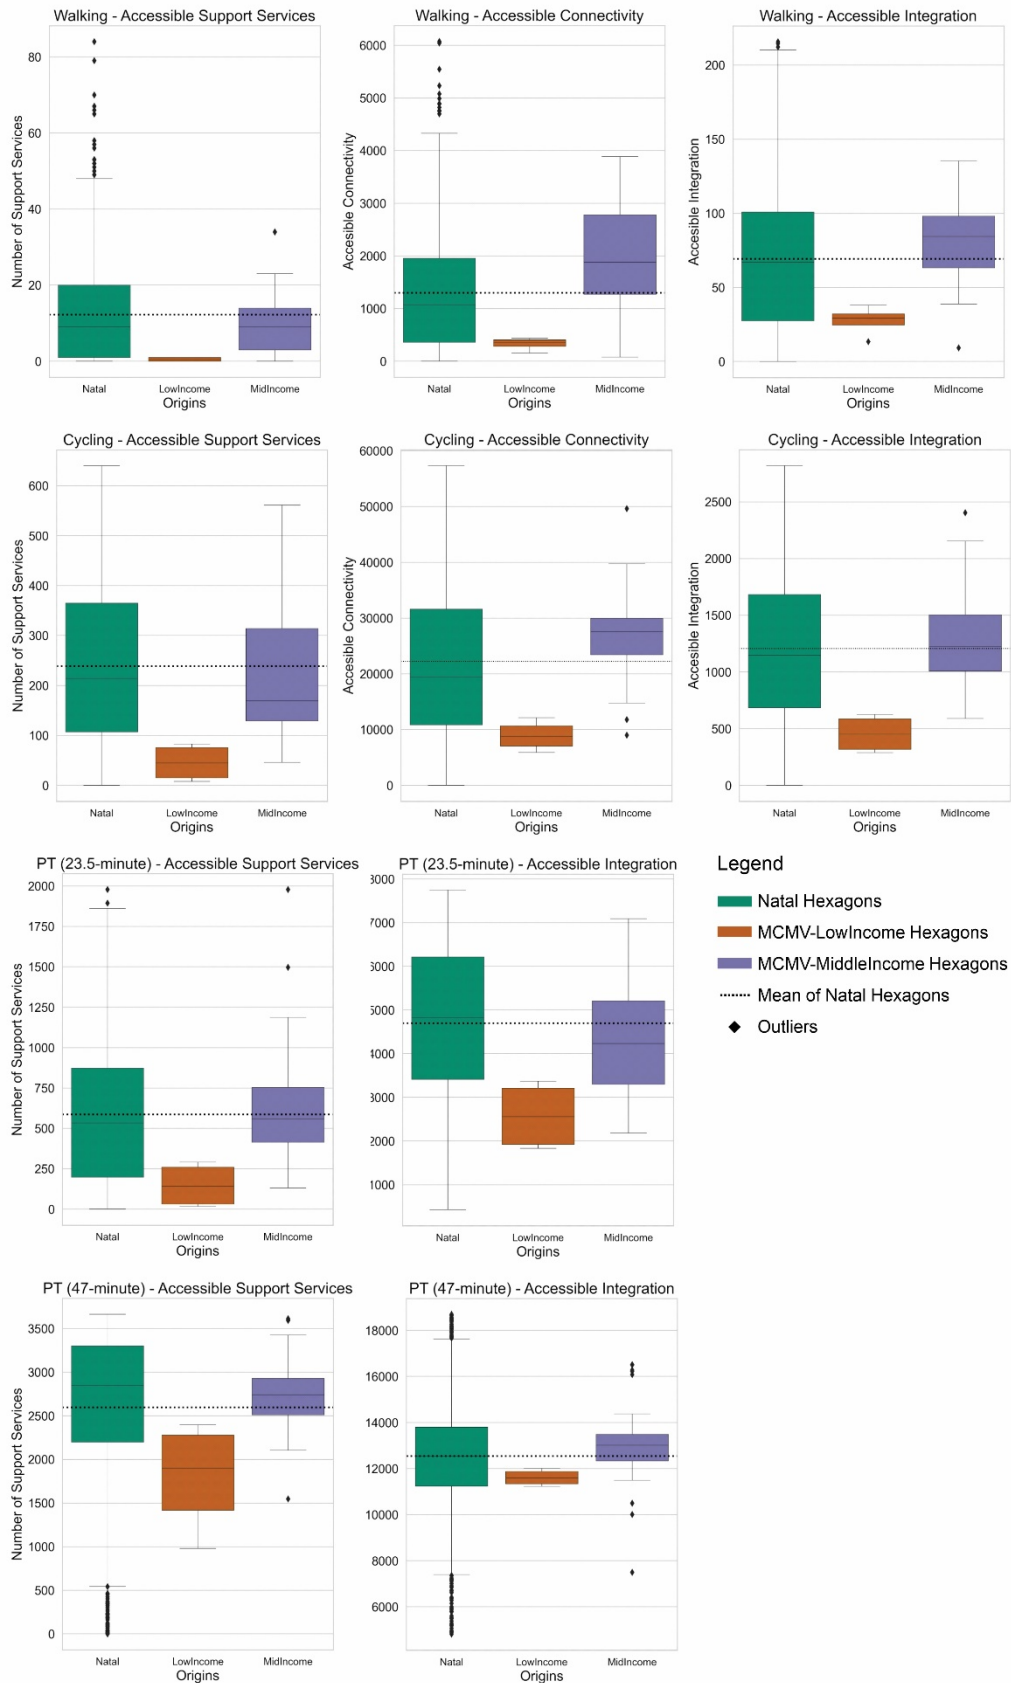 Walking - Accessible Support Services
Number of Support Services
80
60
40
20
0
Natal
LowIncome
MidIncome
Origins
Walking - Accessible Connectivity
Accesible Connectivity
6000
5000
4000
3000
2000
1000
0
Natal
LowIncome
MidIncome
Origins
Walking - Accessible Integration
Accessible Integration
200
150
100
50
0
Natal
LowIncome
MidIncome
Origins
Cycling - Accessible Support Services
Number of Support Services
600
500
400
300
200
100
0
Natal
LowIncome
MidIncome
Origins
Cycling - Accessible Connectivity
Accesible Connectivity
60000
50000
40000
30000
20000
10000
0
Natal
LowIncome
MidIncome
Origins
Cycling - Accessible Integration
Accessible Integration
2500
2000
1500
1000
500
0
Natal
LowIncome
MidIncome
Origins
PT (23.5-minute) - Accessible Support Services
Number of Support Services
2000
1750
1500
1250
1000
750
500
250
0
Natal
LowIncome
MidIncome
Origins
PT (23.5-minute) - Accessible Integration
3000
7000
5000
5000
4000
3000
2000
1000
Natal
LowIncome
MidIncome
Origins
Legend
Natal Hexagons
MCMV-LowIncome Hexagons
MCMV-MiddleIncome Hexagons
Mean of Natal Hexagons
Outliers
PT (47-minute) - Accessible Support Services
Number of Support Services
3500
3000
2500
2000
1500
1000
500
0
Natal
LowIncome
MidIncome
PT (47-minute) - Accessible Integration
18000
16000
14000
12000
10000
8000
6000
Natal
LowIncome
MidIncome